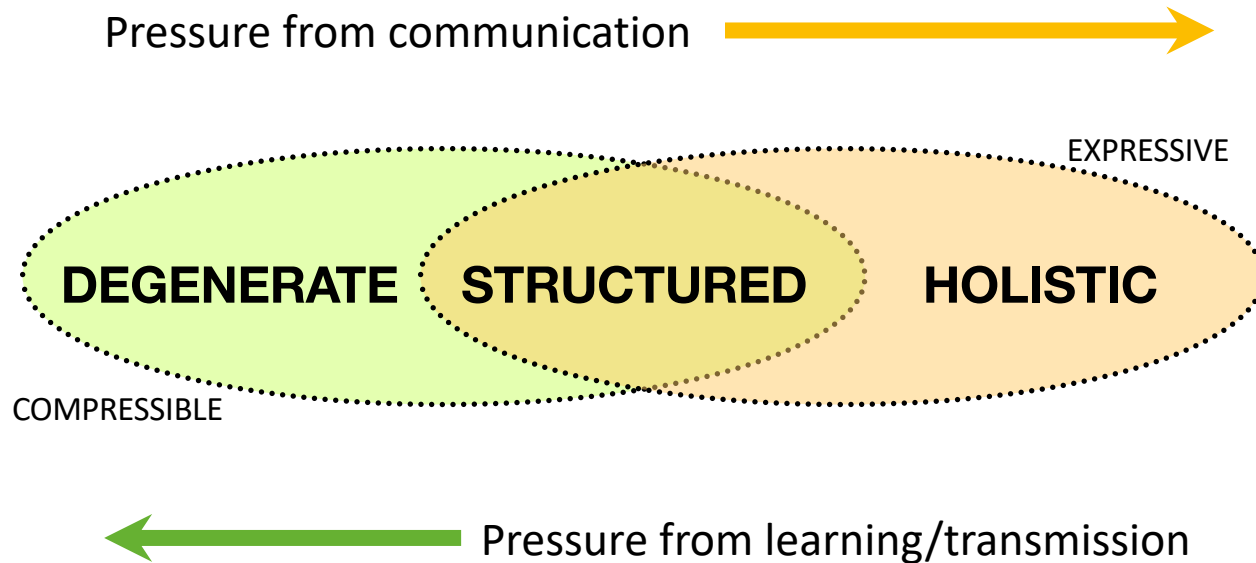 Pressure from communication
EXPRESSIVE
DEGENERATE STRUCTURED HOLISTIC
COMPRESSIBLE
Pressure from learning/transmission